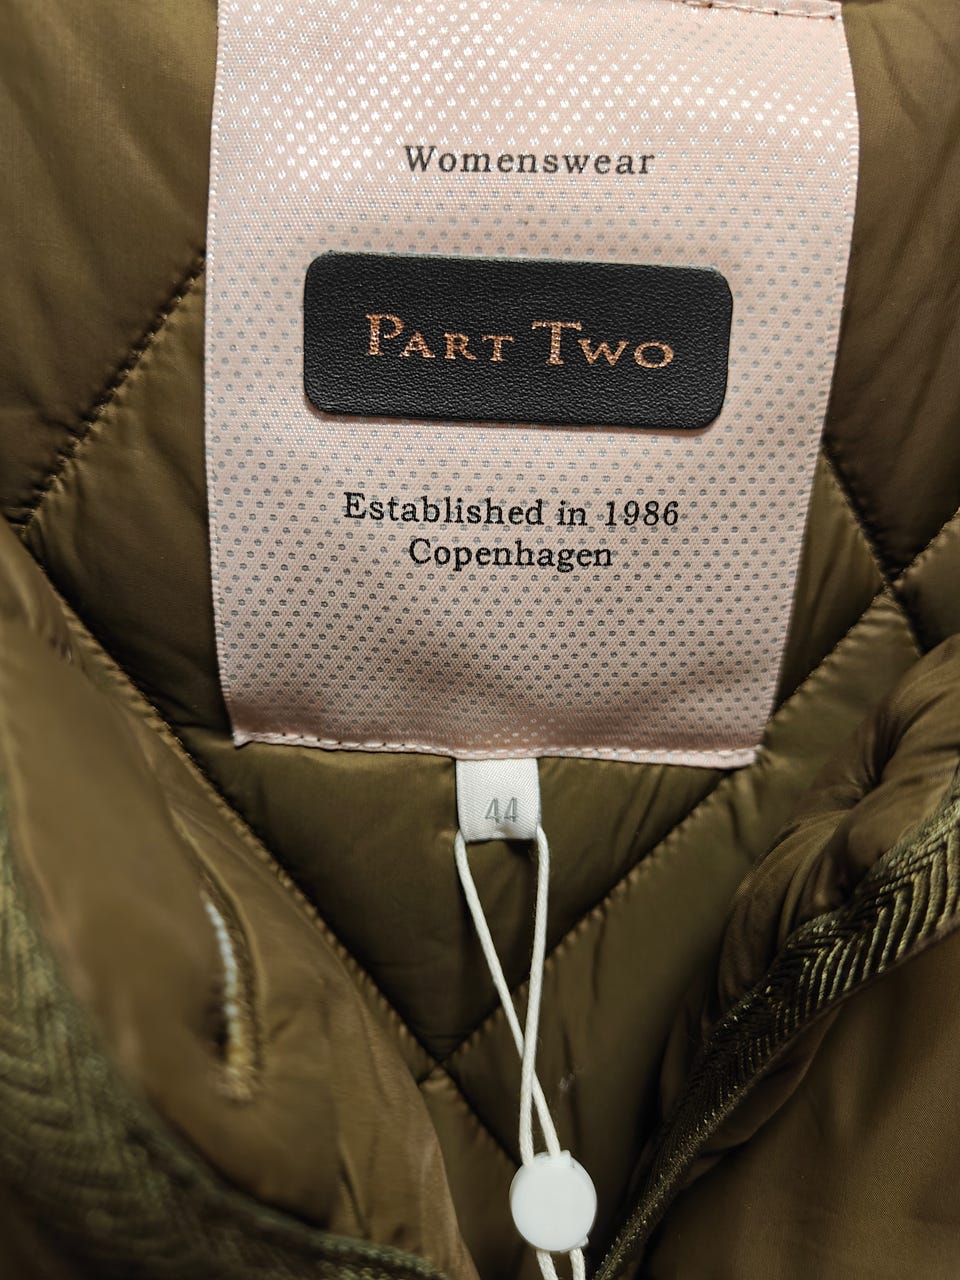 Womenswear
PART TWO
Established in 1986
Copenhagen
44